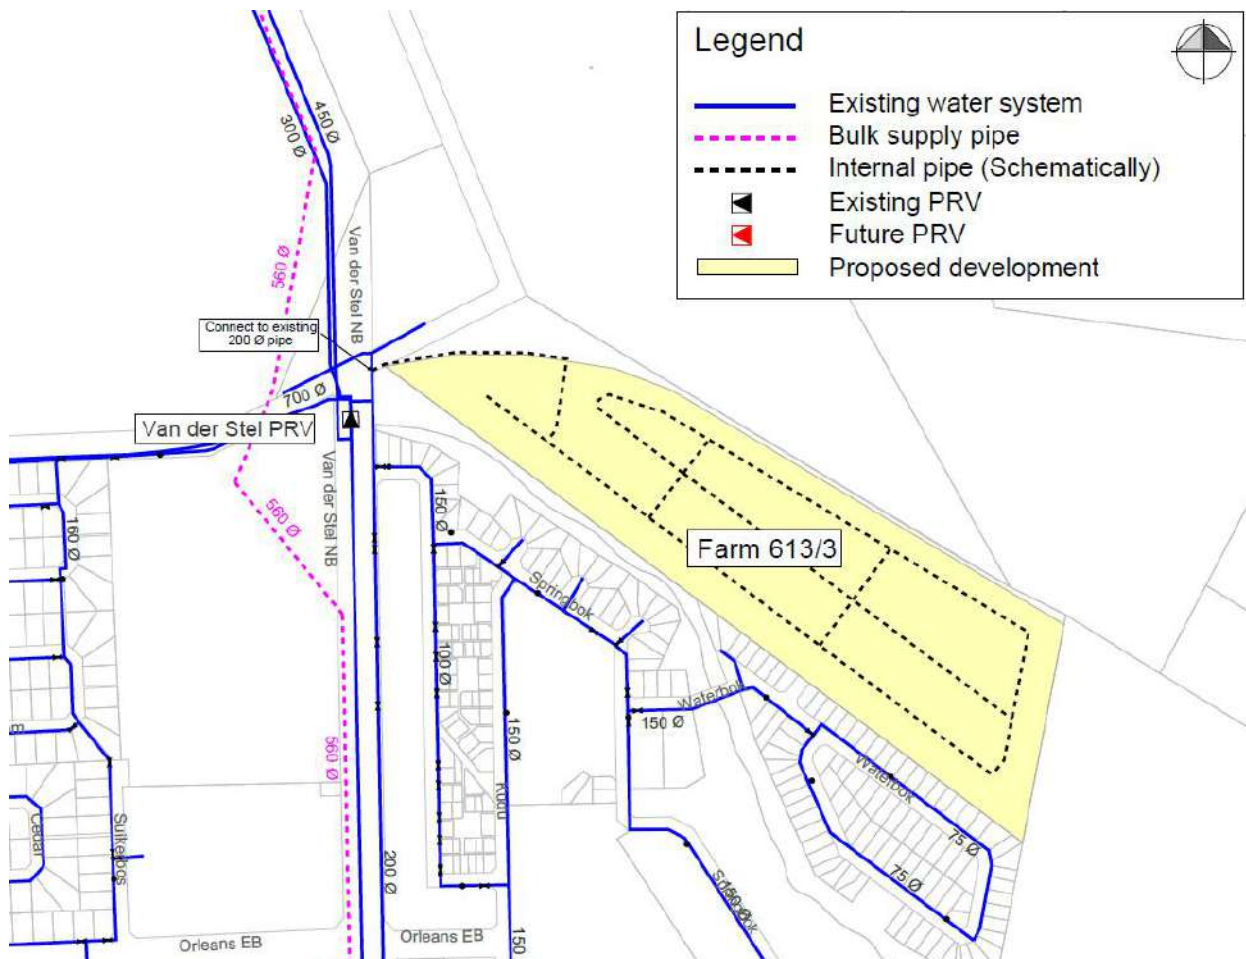 Legend
Existing water system
Bulk supply pipe
Internal pipe (Schematically)
Existing PRV
Future PRV
Proposed development
450 Ø
300 Ø
560 Ø
Van der Stel NB
Connect to existing
200 Ø pipe
700 Ø
Van der Stel PRV
Van der Stel NB
560 Ø
160 Ø
150 Ø
Springbok
Farm 613/3
100 Ø
150 Ø
Kudu
Waterbok
150 Ø
560 Ø
B
Cedar
Suikerbos
200 Ø
Waterbok
75 Ø
75 Ø
150 Ø
Orleans EB
Orleans EB
150